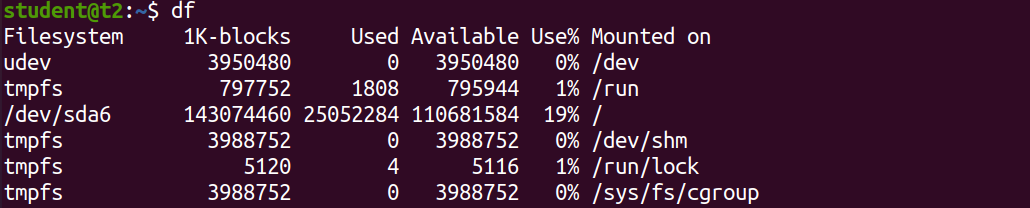 student@t2:~$ df
Filesystem     1K-blocks     Used Available Use% Mounted on
udev             3950480        0   3950480   0% /dev
tmpfs             797752     1808    795944   1% /run
/dev/sda6      143074460 25052284 110681584  19% /
tmpfs            3988752        0   3988752   0% /dev/shm
tmpfs               5120        4      5116   1% /run/lock
tmpfs            3988752        0   3988752   0% /sys/fs/cgroup